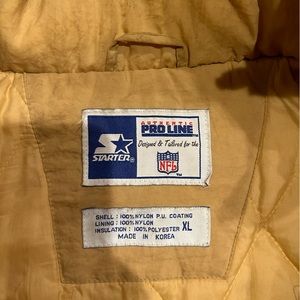 AUTHENTIC
PRO LINE
Designed & Tailored for the
STARTER®
NFL
TM
SHELL : 100% NYLON P.U. COATING
LINING : 100% NYLON
INSULATION : 100% POLYESTER XL
MADE IN KOREA